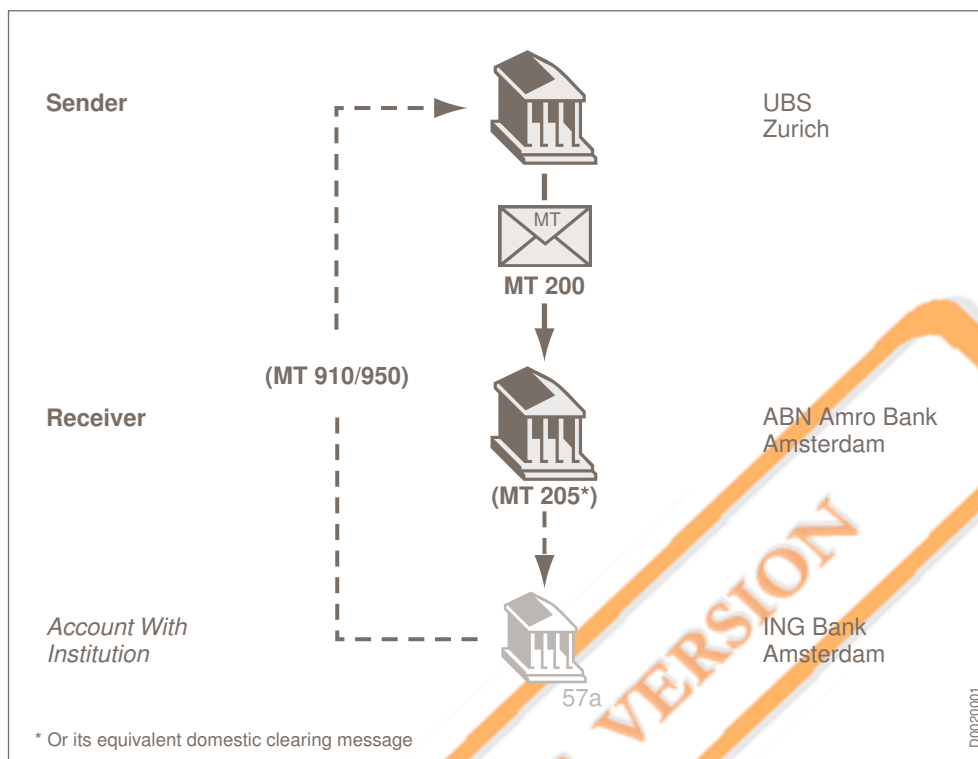 Sender
UBS
Zurich
MT
MT 200
(MT 910/950)
Receiver
ABN Amro Bank
Amsterdam
(MT 205*)
Account With
Institution
ING Bank
Amsterdam
57a
* Or its equivalent domestic clearing message
D0020001
VERSION